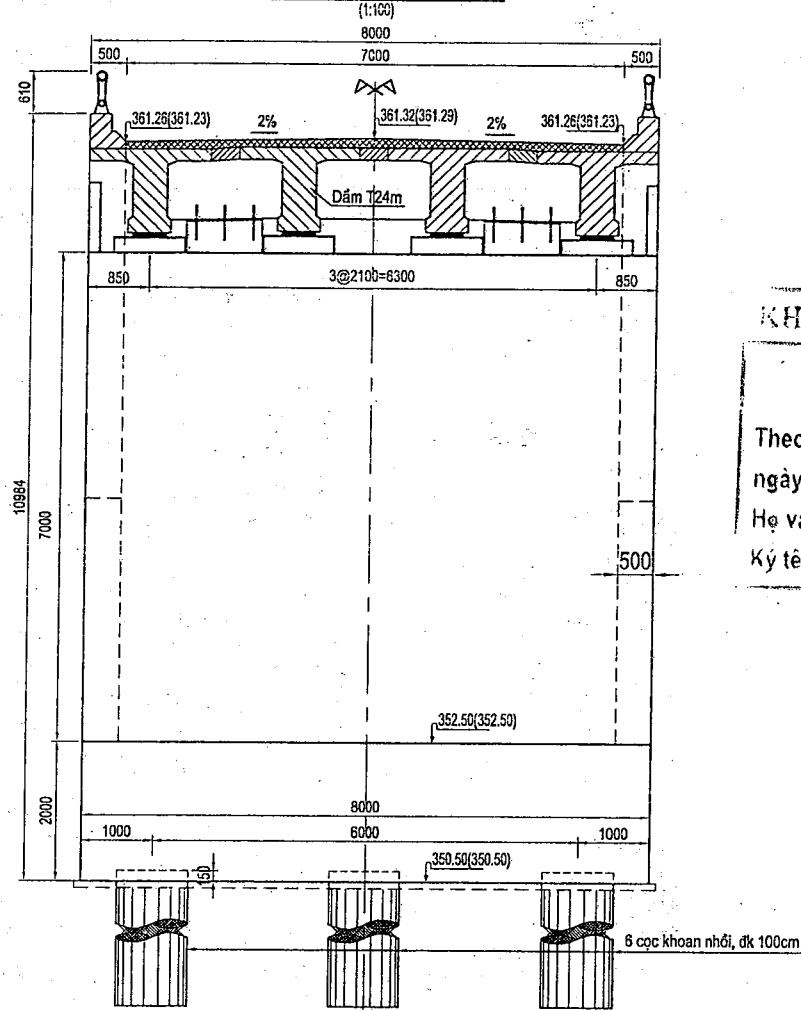 (1:100)
8000
500 7000 500
610
361.26(361.23) 2% 361.32(361.29) 2% 361.26(361.23)
Dầm T24m
850 3@2100=6300 850
Theo
ngày
Ký tê
10984
7000
500
352.50(352.50)
2000
8000
1000 6000 1000
150
350.50(350.50)
6 cọc khoan nhồi, đk 100cm